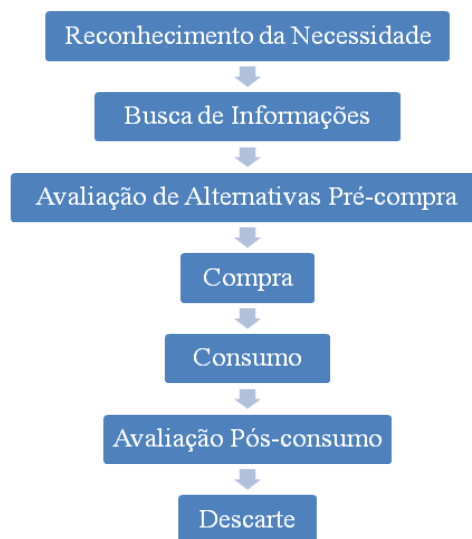 Reconhecimento da Necessidade
Busca de Informações
Avaliação de Alternativas Pré-compra
Compra
Consumo
Avaliação Pós-consumo
Descarte